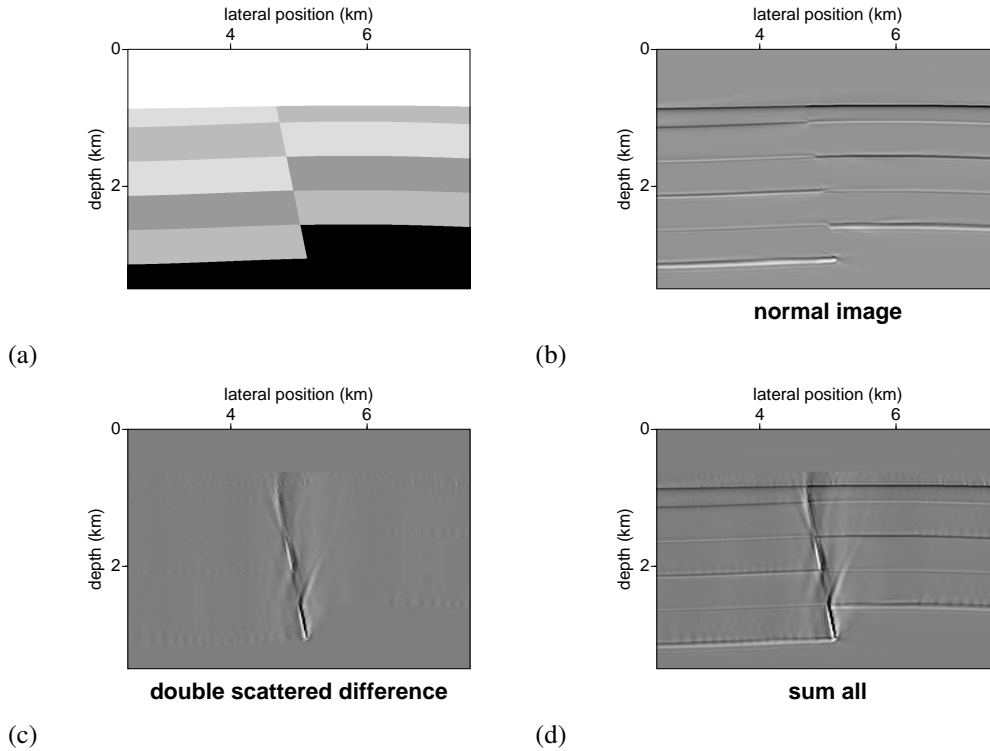 lateral position (km)
4 6
0
2
depth (km)
(a)
lateral position (km)
4 6
0
2
depth (km)
normal image
(b)
lateral position (km)
4 6
0
2
depth (km)
double scattered difference
(c)
lateral position (km)
4 6
0
2
depth (km)
sum all
(d)